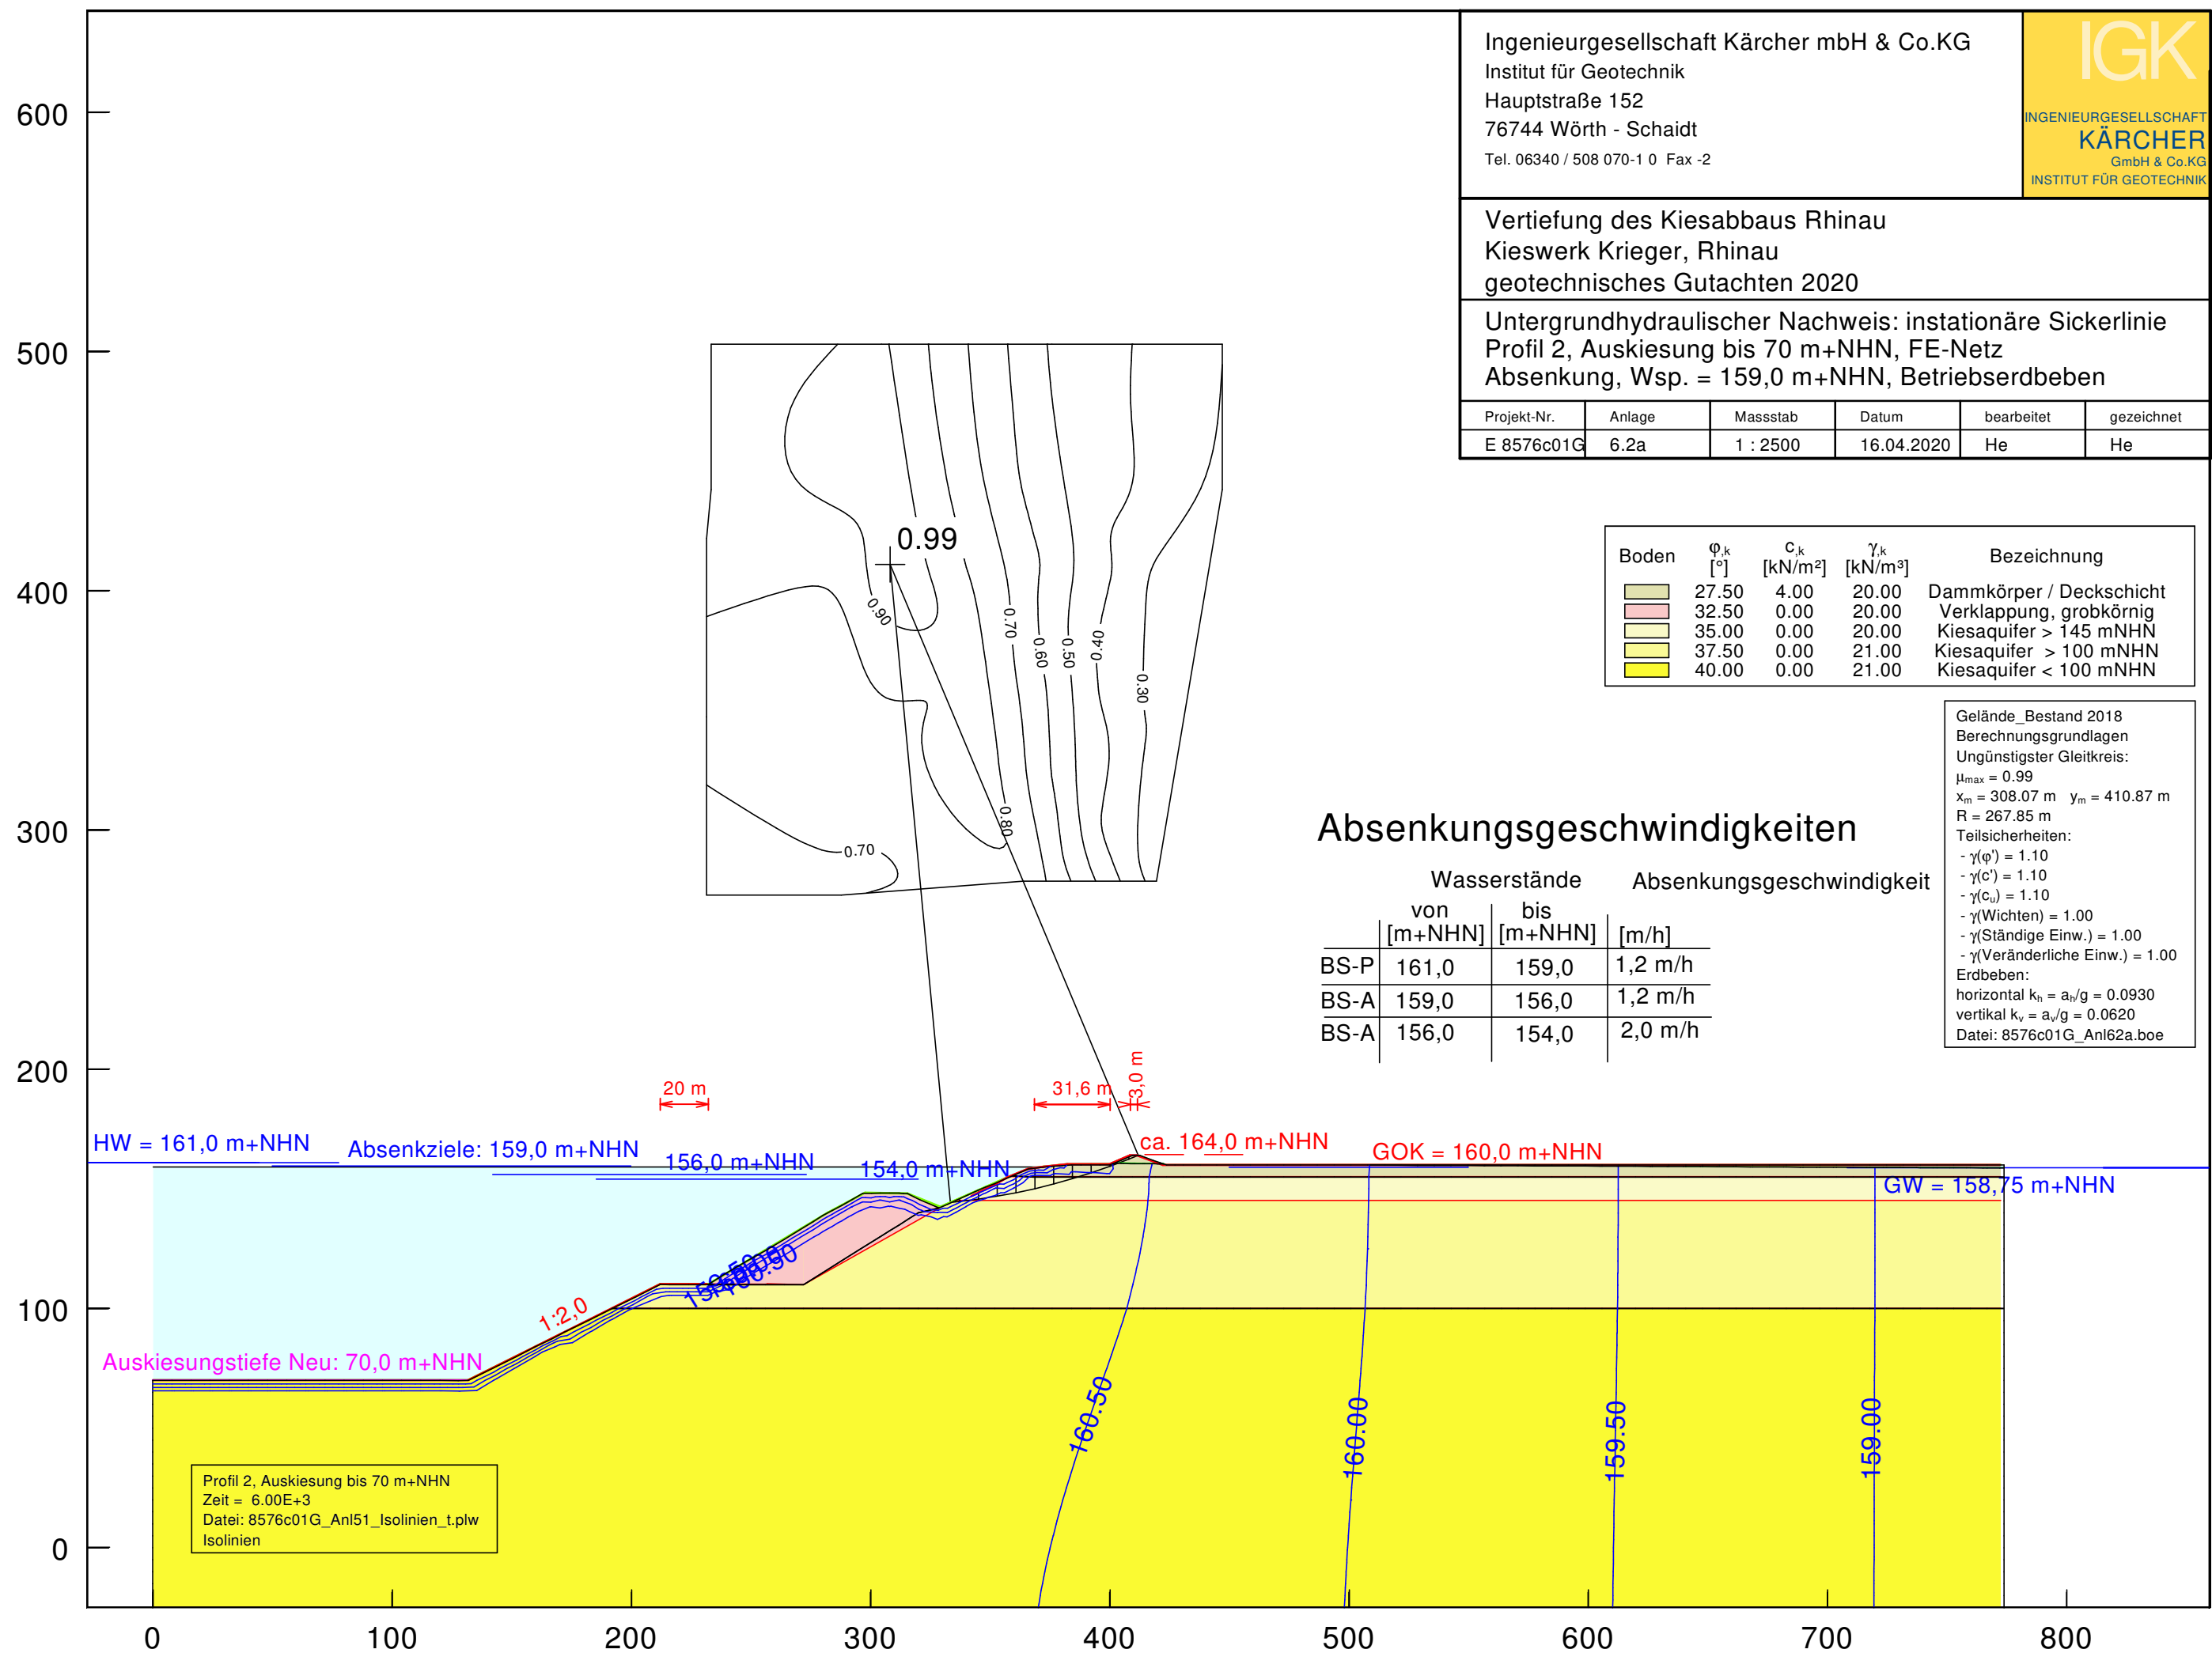 Ingenieurgesellschaft Kärcher mbH & Co.KG
Institut für Geotechnik
Hauptstraße 152
76744 Wörth - Schaidt
Tel. 06340 / 508 070-1 0 Fax -2
IGK
INGENIEURGESELLSCHAFT
KÄRCHER
GmbH & Co.KG
INSTITUT FÜR GEOTECHNIK
Vertiefung des Kiesabbaus Rhinau
Kieswerk Krieger, Rhinau
geotechnisches Gutachten 2020
Untergrundhydraulischer Nachweis: instationäre Sickerlinie
Profil 2, Auskiesung bis 70 m+NHN, FE-Netz
Absenkung, Wsp. = 159,0 m+NHN, Betriebserdbeben
Projekt-Nr. Anlage Massstab Datum bearbeitet gezeichnet
E 8576c01G 6.2a 1 : 2500 16.04.2020 He He
Boden φ,k [°] c,k [kN/m²] γ,k [kN/m³] Bezeichnung
27.50 4.00 20.00 Dammkörper / Deckschicht
32.50 0.00 20.00 Verklappung, grobkörnig
35.00 0.00 20.00 Kiesaquifer > 145 mNHN
37.50 0.00 21.00 Kiesaquifer > 100 mNHN
40.00 0.00 21.00 Kiesaquifer < 100 mNHN
Gelände_Bestand 2018
Berechnungsgrundlagen
Ungünstigster Gleitkreis:
μmax = 0.99
xm = 308.07 m ym = 410.87 m
R = 267.85 m
Teilsicherheiten:
- γ(φ') = 1.10
- γ(c') = 1.10
- γ(cu) = 1.10
- γ(Wichten) = 1.00
- γ(Ständige Einw.) = 1.00
- γ(Veränderliche Einw.) = 1.00
Erdbeben:
horizontal kh = ah/g = 0.0930
vertikal kv = av/g = 0.0620
Datei: 8576c01G_Anl62a.boe
Absenkungsgeschwindigkeiten
Wasserstände Absenkungsgeschwindigkeit
von bis
[m+NHN] [m+NHN] [m/h]
BS-P 161,0 159,0 1,2 m/h
BS-A 159,0 156,0 1,2 m/h
BS-A 156,0 154,0 2,0 m/h
600
500
400
300
200
100
0
0.99
0.90
0.70
0.60
0.50
0.40
0.30
0.80
0.70
20 m
31,6 m
3,0 m
HW = 161,0 m+NHN
Absenkziele: 159,0 m+NHN
156,0 m+NHN
154,0 m+NHN
ca. 164,0 m+NHN
GOK = 160,0 m+NHN
GW = 158,75 m+NHN
1:2,0
Auskiesungstiefe Neu: 70,0 m+NHN
160.50
160.00
159.50
159.00
Profil 2, Auskiesung bis 70 m+NHN
Zeit = 6.00E+3
Datei: 8576c01G_Anl51_Isolinien_t.plw
Isolinien
0 100 200 300 400 500 600 700 800